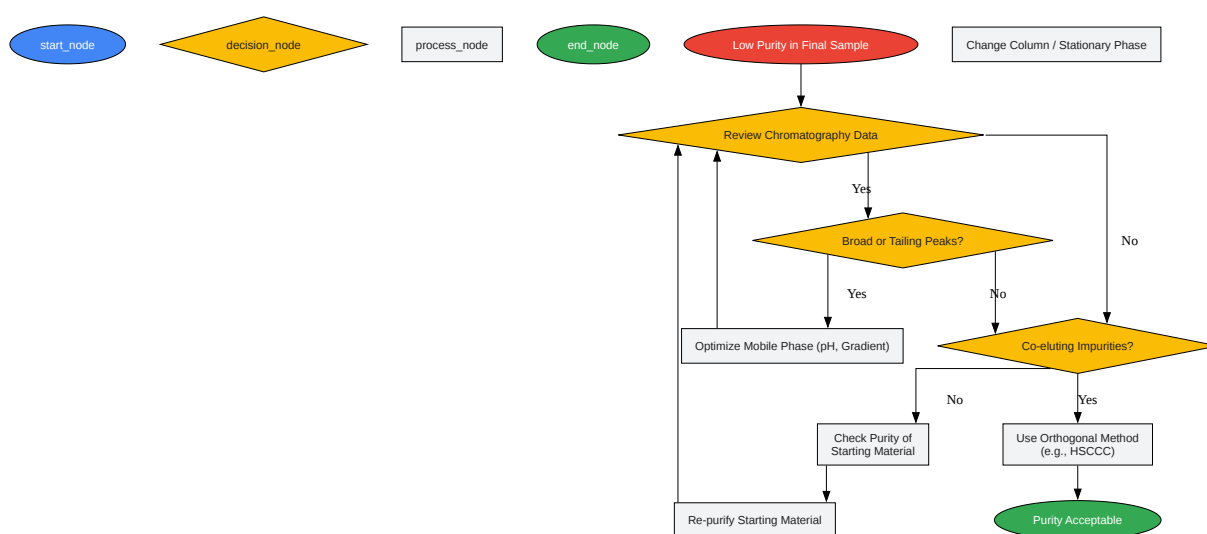 start_node
decision_node
process_node
end_node
Low Purity in Final Sample
Change Column / Stationary Phase
Review Chromatography Data
Yes
Broad or Tailing Peaks?
No
Yes
No
Optimize Mobile Phase (pH, Gradient)
Co-eluting Impurities?
No
Yes
Check Purity of
Starting Material
Use Orthogonal Method
(e.g., HSCCC)
Re-purify Starting Material
Purity Acceptable